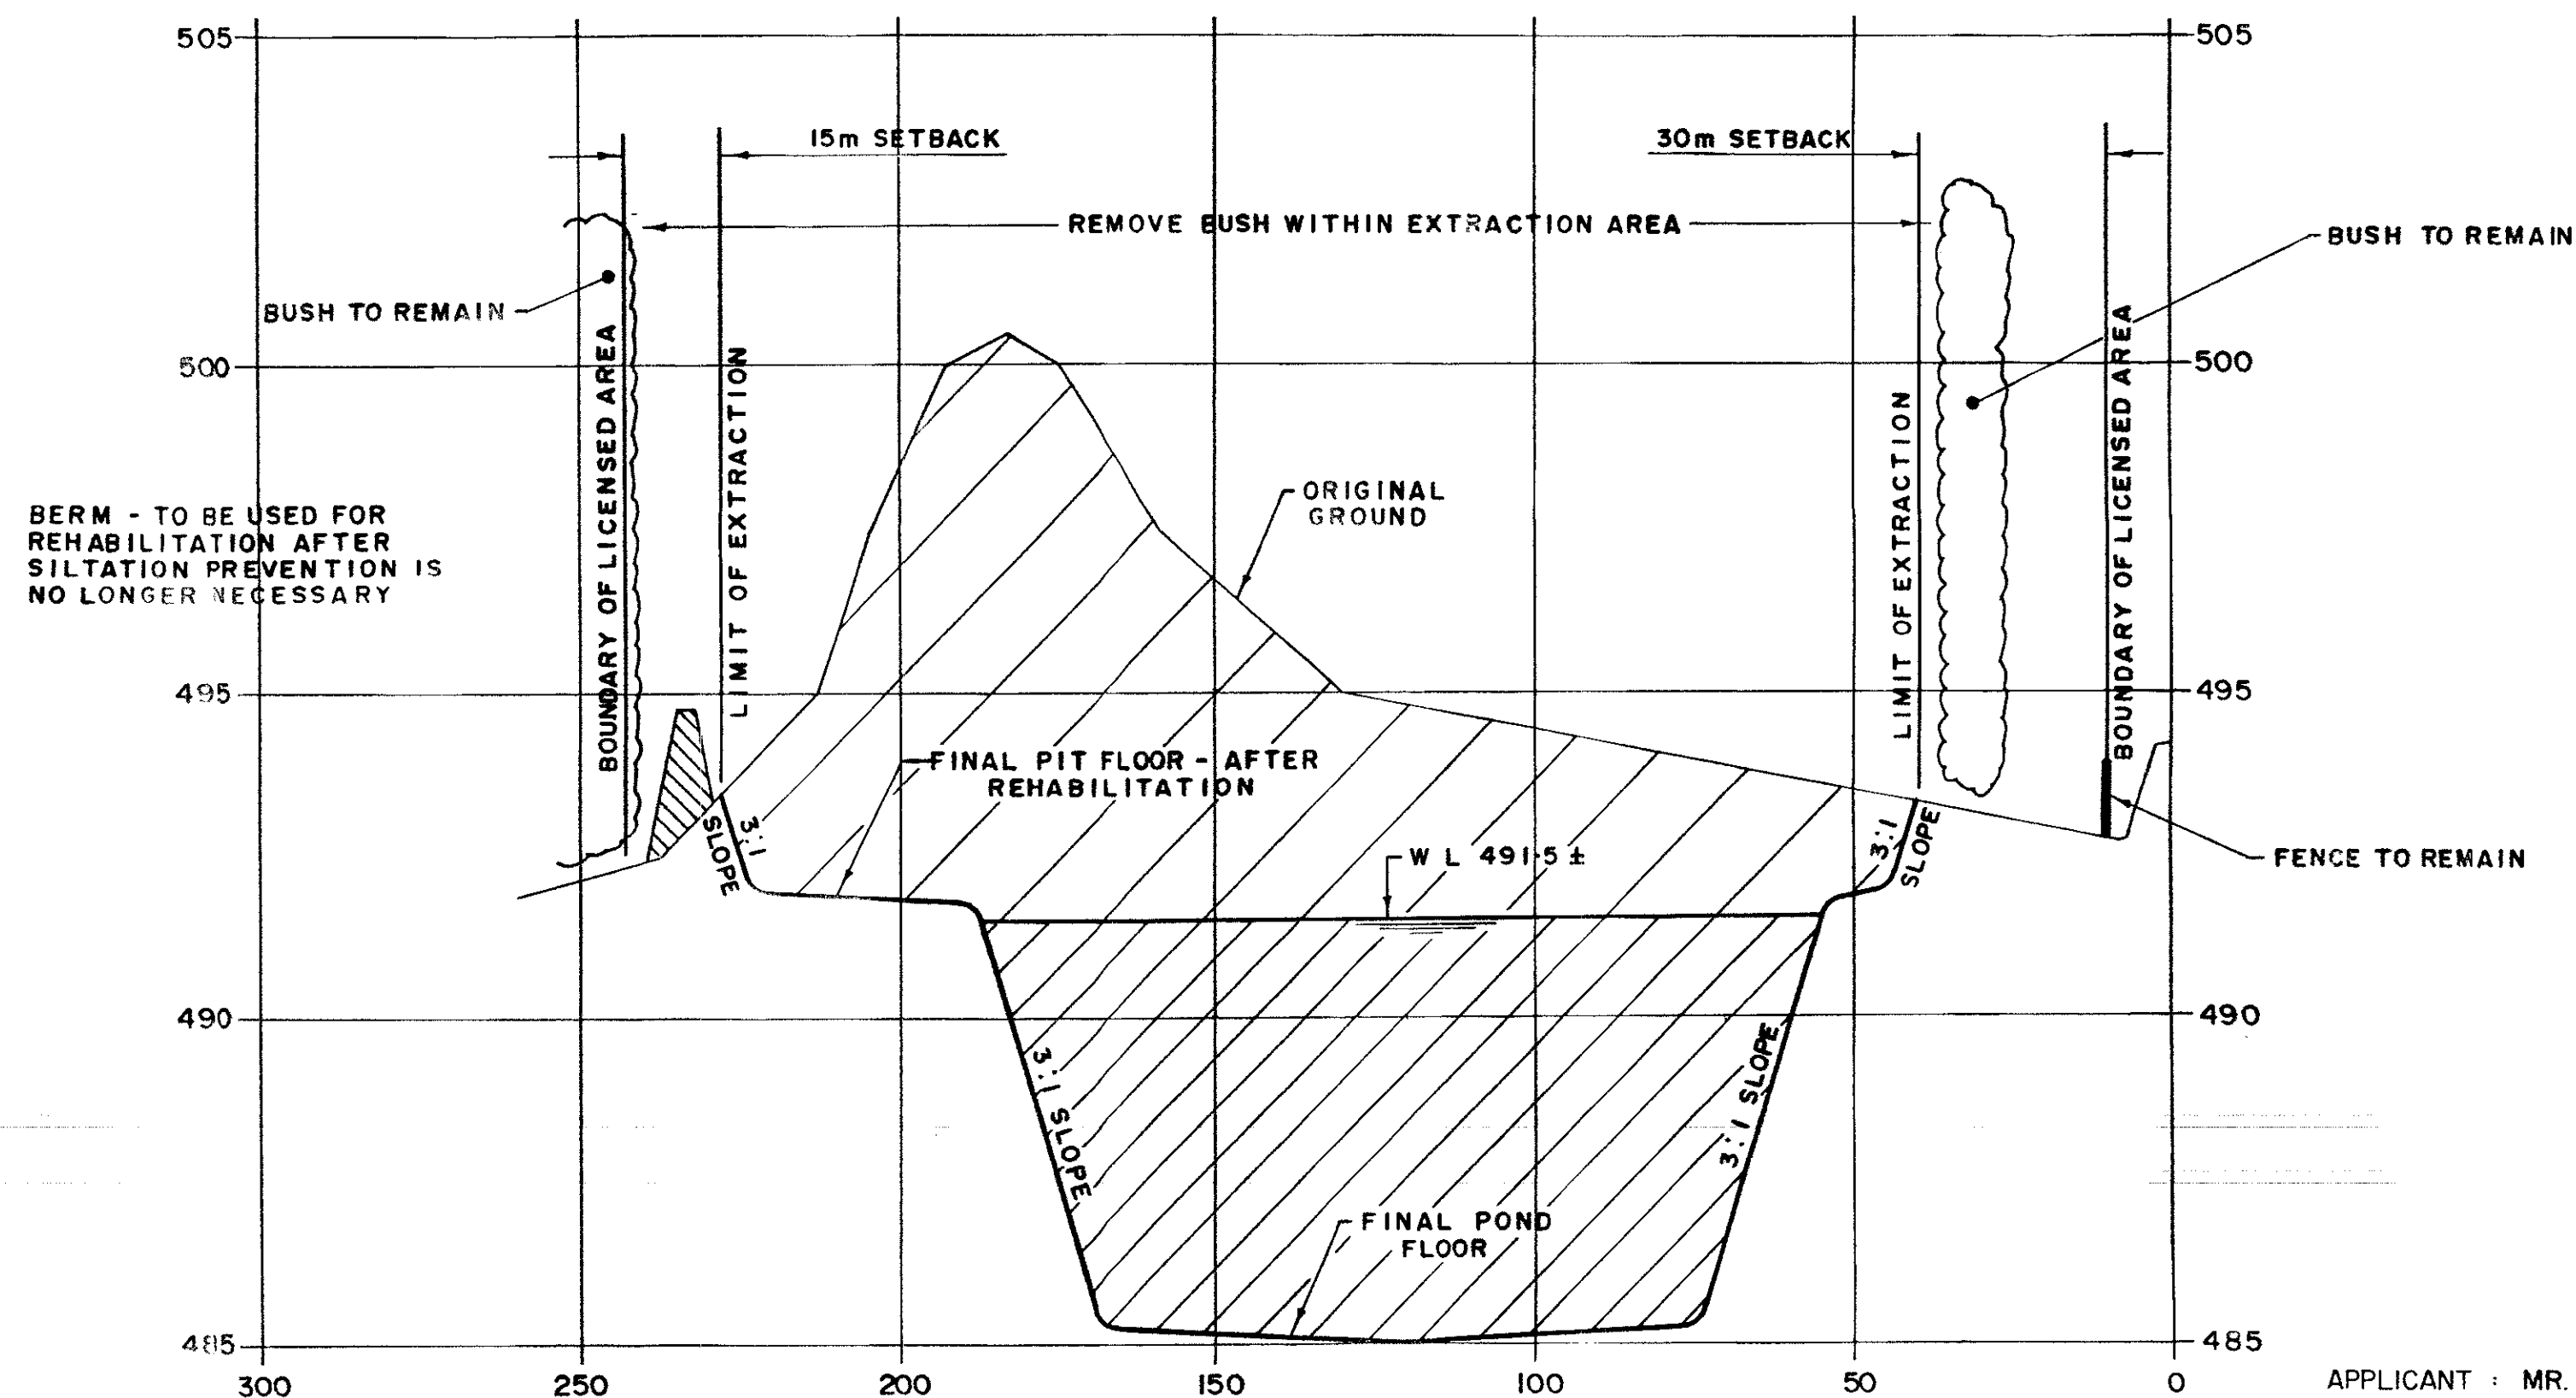 505
505
15m SETBACK
30m SETBACK
REMOVE BUSH WITHIN EXTRACTION AREA
BUSH TO REMAIN
BUSH TO REMAIN
BOUNDARY OF LICENSED AREA
LIMIT OF EXTRACTION
LIMIT OF EXTRACTION
BOUNDARY OF LICENSED AREA
500
500
ORIGINAL
GROUND
BERM - TO BE USED FOR
REHABILITATION AFTER
SILTATION PREVENTION IS
NO LONGER NECESSARY
495
495
FINAL PIT FLOOR - AFTER
REHABILITATION
3:1
SLOPE
3:1
SLOPE
W L 491.5 ±
FENCE TO REMAIN
490
490
3:1 SLOPE
3:1 SLOPE
FINAL POND
FLOOR
485
485
300
250
200
150
100
50
0
APPLICANT : MR.